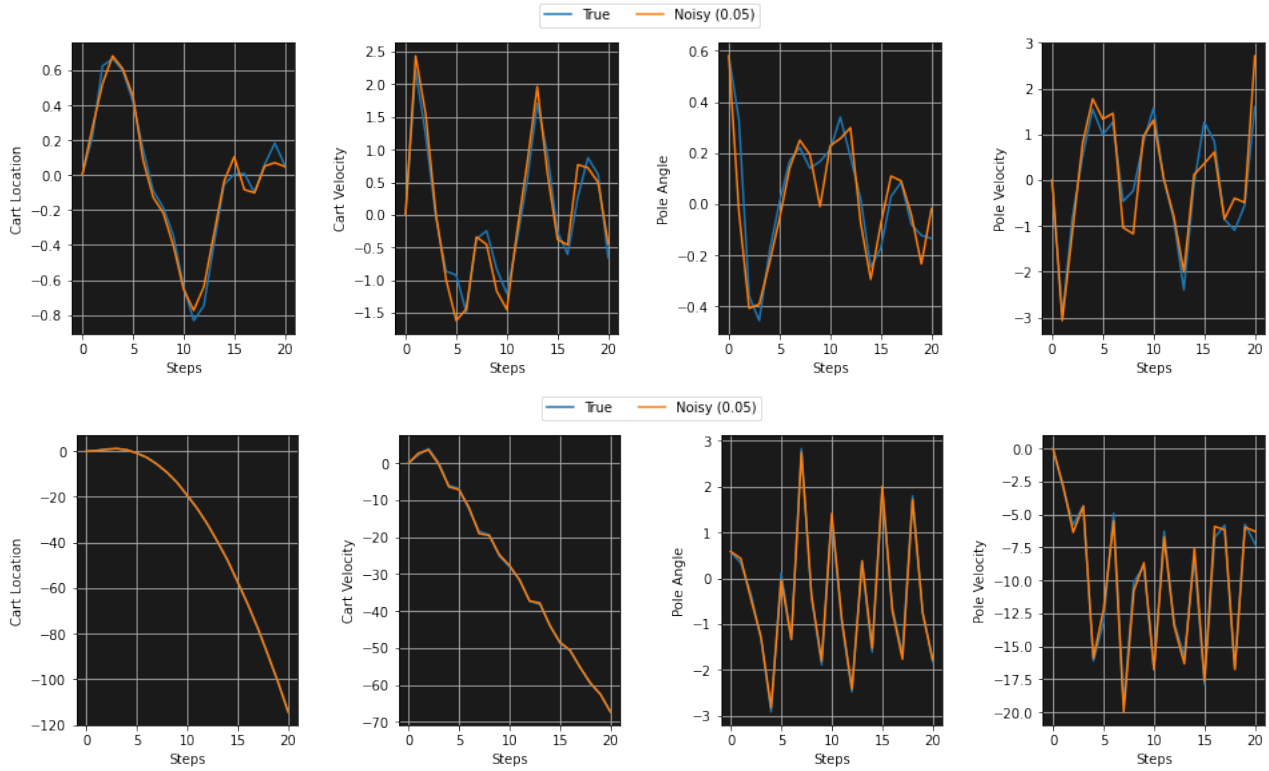 True Noisy (0.05)
Cart Location
0.6
0.4
0.2
0.0
−0.2
−0.4
−0.6
−0.8
0 5 10 15 20
Steps
Cart Velocity
2.5
2.0
1.5
1.0
0.5
0.0
−0.5
−1.0
−1.5
0 5 10 15 20
Steps
Pole Angle
0.6
0.4
0.2
0.0
−0.2
−0.4
0 5 10 15 20
Steps
Pole Velocity
3
2
1
0
−1
−2
−3
0 5 10 15 20
Steps
True Noisy (0.05)
Cart Location
0
−20
−40
−60
−80
−100
−120
0 5 10 15 20
Steps
Cart Velocity
0
−10
−20
−30
−40
−50
−60
−70
0 5 10 15 20
Steps
Pole Angle
3
2
1
0
−1
−2
−3
0 5 10 15 20
Steps
Pole Velocity
0.0
−2.5
−5.0
−7.5
−10.0
−12.5
−15.0
−17.5
−20.0
0 5 10 15 20
Steps